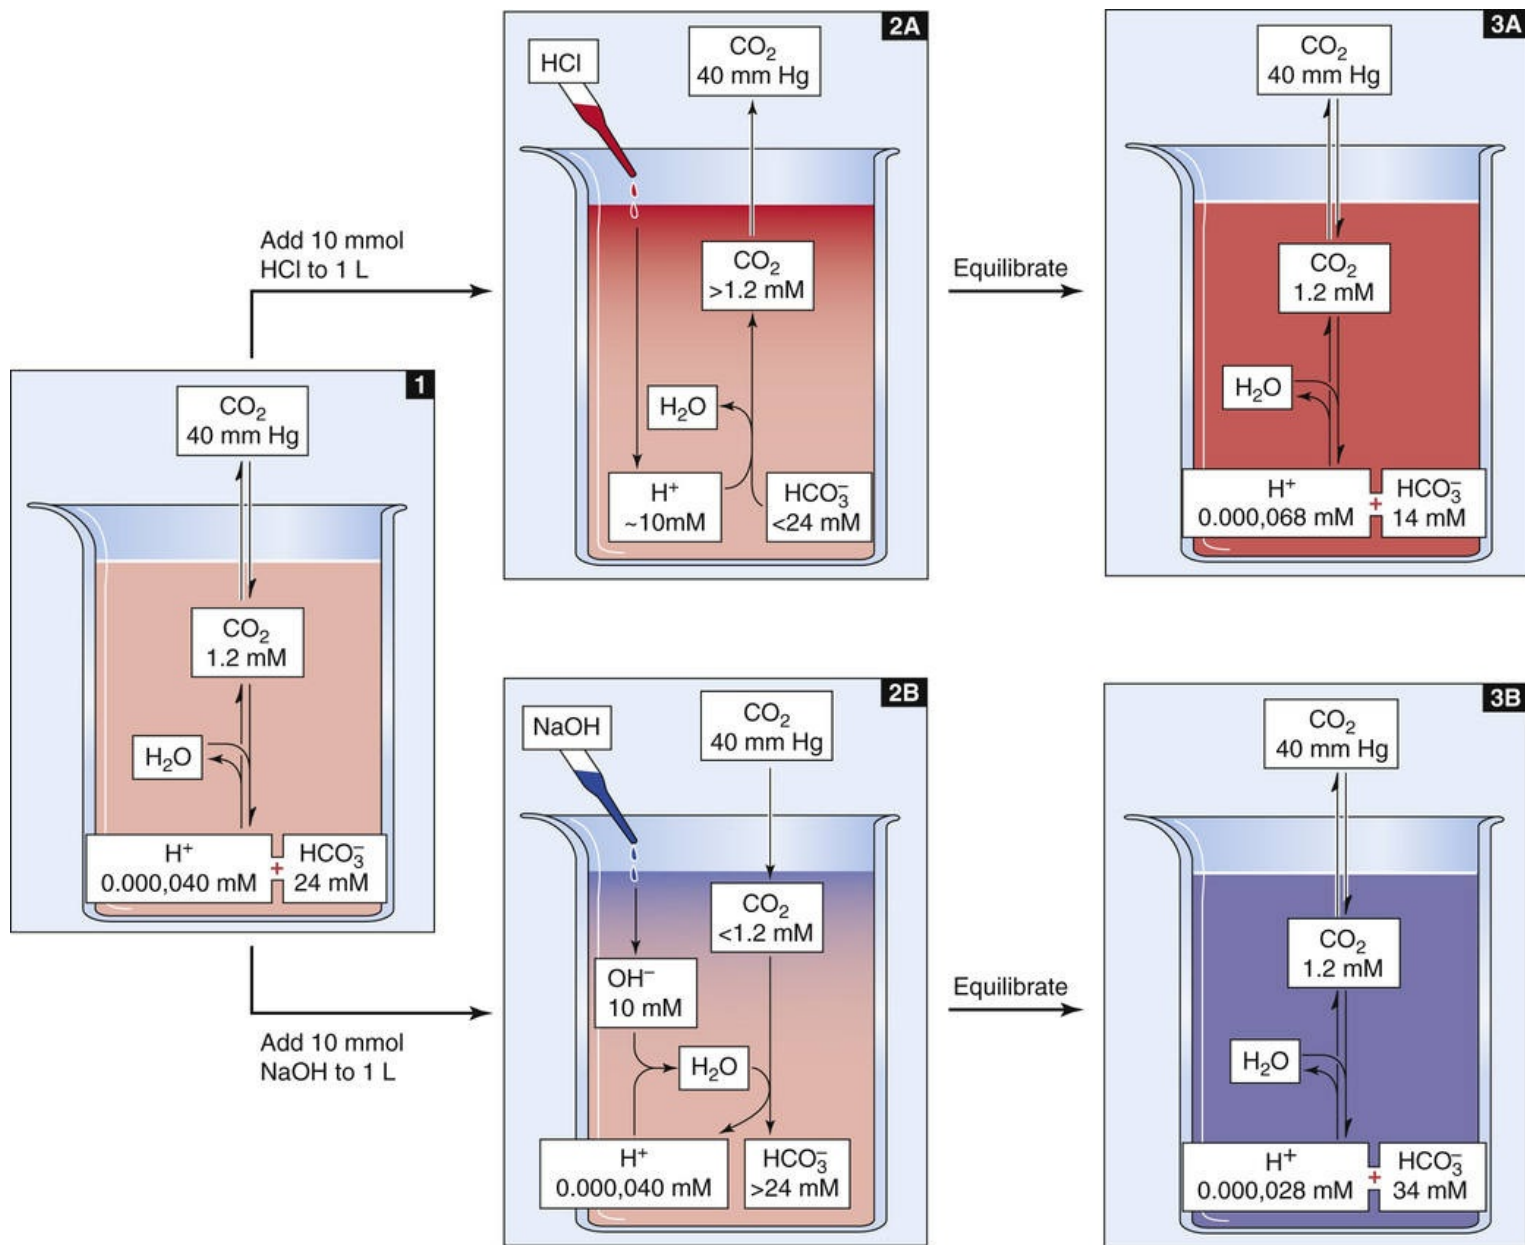 1
CO₂
40 mm Hg
CO₂
1.2 mM
H₂O
H⁺
0.000,040 mM
+
HCO₃⁻
24 mM
Add 10 mmol
HCl to 1 L
2A
HCl
CO₂
40 mm Hg
CO₂
>1.2 mM
H₂O
H⁺
~10mM
HCO₃⁻
<24 mM
Equilibrate
3A
CO₂
40 mm Hg
CO₂
1.2 mM
H₂O
H⁺
0.000,068 mM
+
HCO₃⁻
14 mM
Add 10 mmol
NaOH to 1 L
2B
NaOH
CO₂
40 mm Hg
CO₂
<1.2 mM
OH⁻
10 mM
H₂O
H⁺
0.000,040 mM
HCO₃⁻
>24 mM
Equilibrate
3B
CO₂
40 mm Hg
CO₂
1.2 mM
H₂O
H⁺
0.000,028 mM
+
HCO₃⁻
34 mM